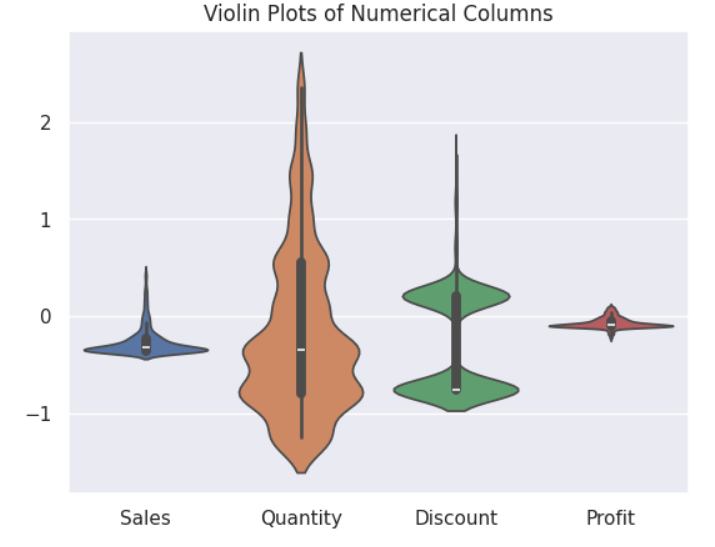 Violin Plots of Numerical Columns
2
1
0
−1
Sales Quantity Discount Profit